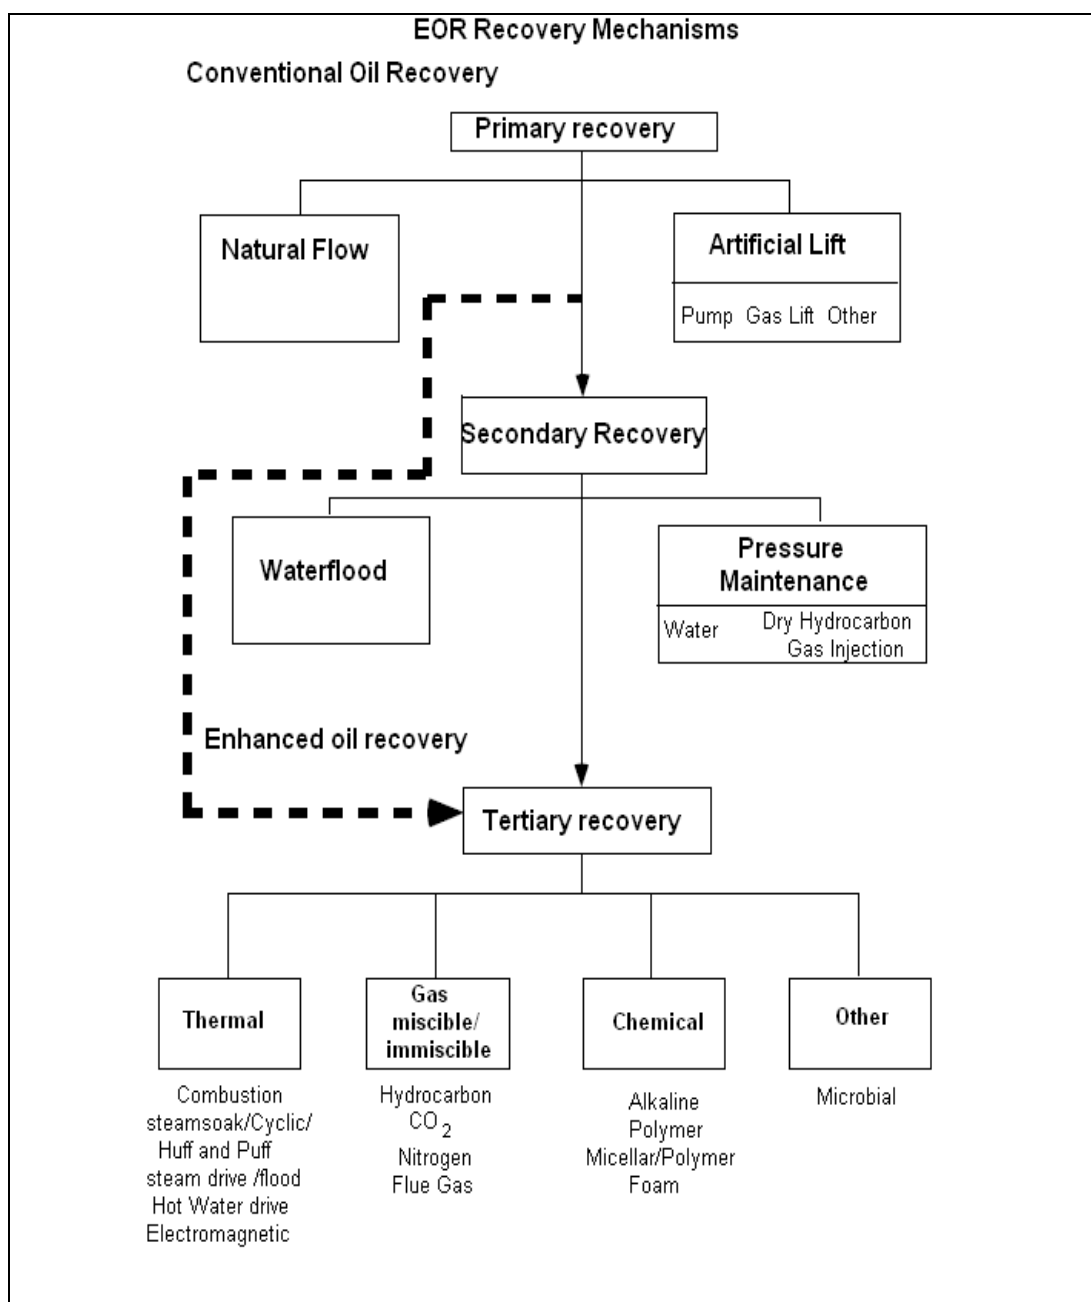 EOR Recovery Mechanisms
Conventional Oil Recovery
Primary recovery
Natural Flow
Artificial Lift
Pump Gas Lift Other
Secondary Recovery
Waterflood
Pressure
Maintenance
Water
Dry Hydrocarbon
Gas Injection
Enhanced oil recovery
Tertiary recovery
Thermal
Combustion
steamsoak/Cyclic/
Huff and Puff
steam drive /flood
Hot Water drive
Electromagnetic
Gas
miscible/
immiscible
Hydrocarbon
CO2
Nitrogen
Flue Gas
Chemical
Alkaline
Polymer
Micellar/Polymer
Foam
Other
Microbial